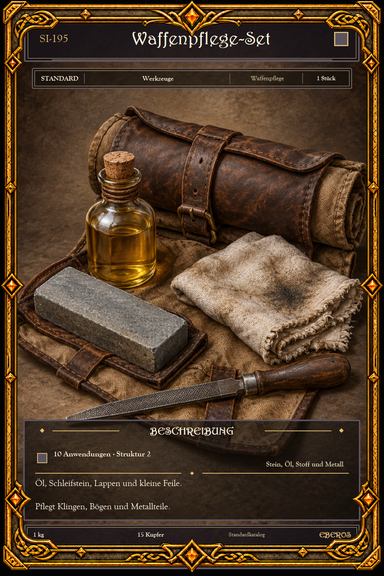 SI-195
Waffenpflege-Set
STANDARD Werkzeuge Waffenpflege 1 Stück
BESCHREIBUNG
10 Anwendungen · Struktur 2
Stein, Öl, Stoff und Metall
Öl, Schleifstein, Lappen und kleine Feile.
Pflegt Klingen, Bögen und Metallteile.
1 kg 15 Kupfer Standardkatalog EBEROS